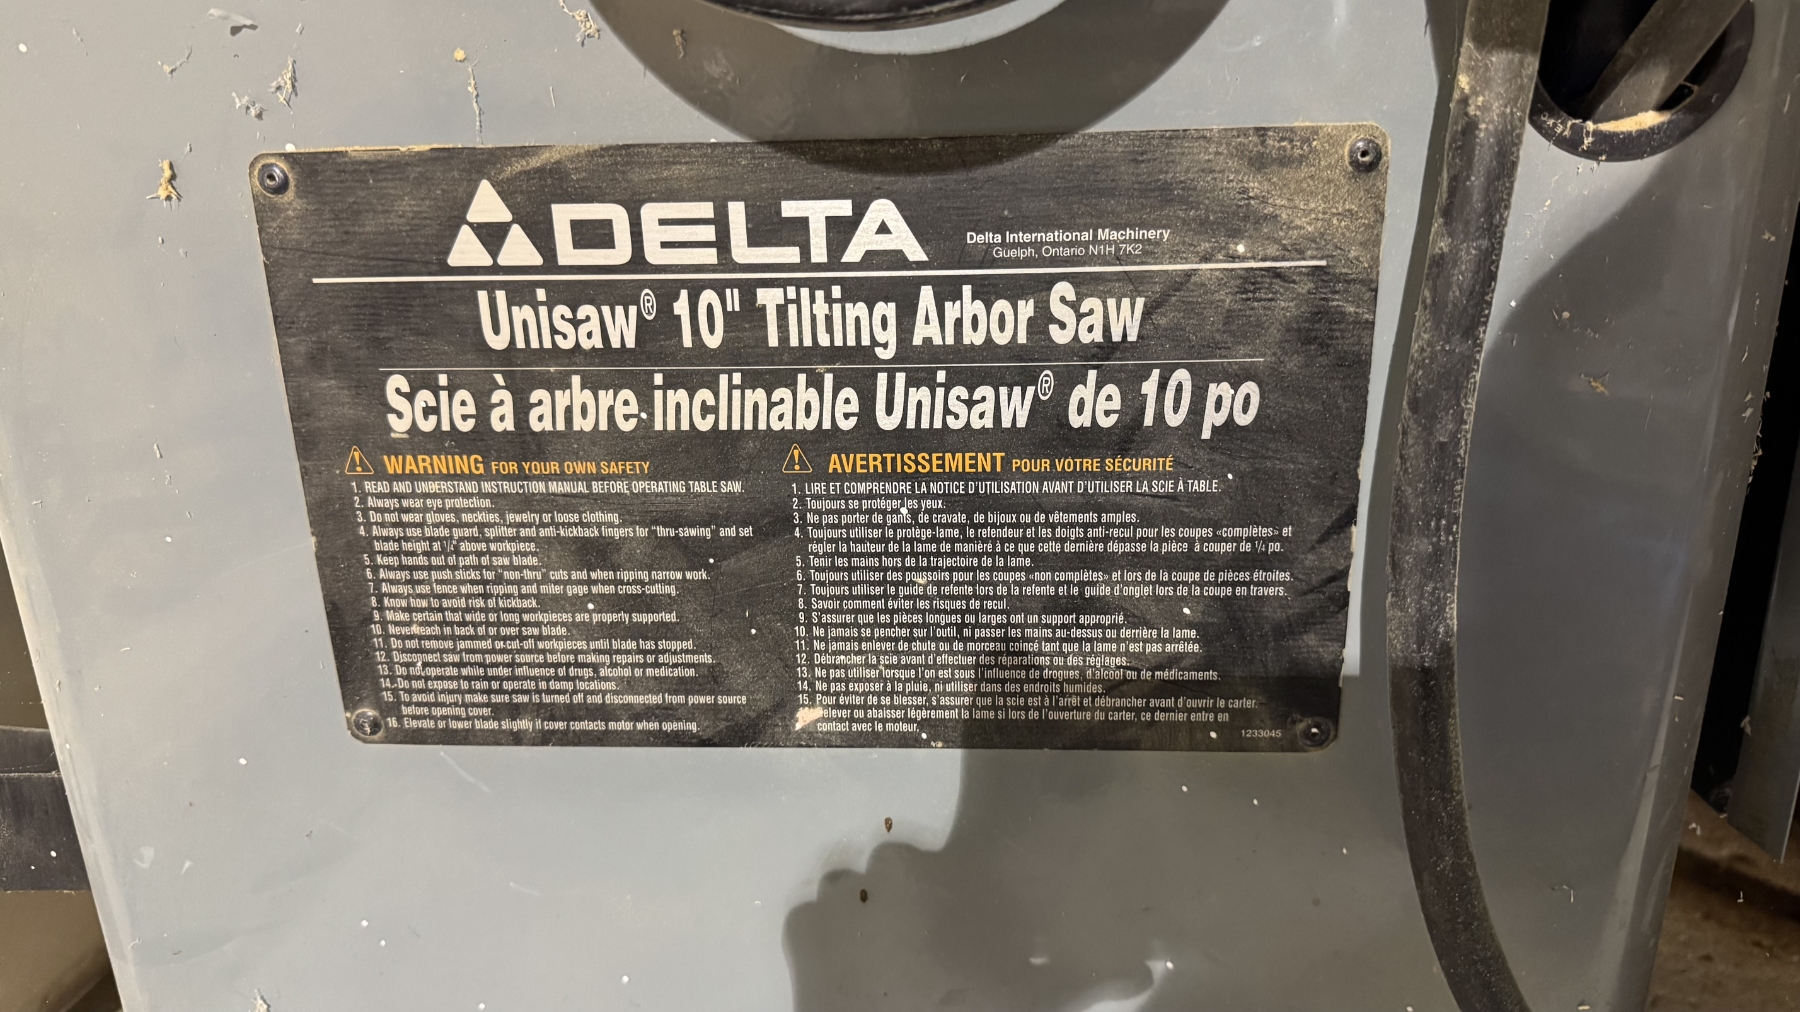 DELTA
Delta International Machinery
Guelph, Ontario N1H 7K2
Unisaw® 10" Tilting Arbor Saw
Scie à arbre inclinable Unisaw® de 10 po
WARNING FOR YOUR OWN SAFETY
1. READ AND UNDERSTAND INSTRUCTION MANUAL BEFORE OPERATING TABLE SAW.
2. Always wear eye protection.
3. Do not wear gloves, neckties, jewelry or loose clothing.
4. Always use blade guard, splitter and anti-kickback fingers for "thru-sawing" and set
blade height at 1/4" above workpiece.
5. Keep hands out of path of saw blade.
6. Always use push sticks for "non-thru" cuts and when ripping narrow work.
7. Always use fence when ripping and miter gage when cross-cutting.
8. Know how to avoid risk of kickback.
9. Make certain that wide or long workpieces are properly supported.
10. Never reach in back of or over saw blade.
11. Do not remove jammed or cut-off workpieces until blade has stopped.
12. Disconnect saw from power source before making repairs or adjustments.
13. Do not operate while under influence of drugs, alcohol or medication.
14. Do not expose to rain or operate in damp locations.
15. To avoid injury make sure saw is turned off and disconnected from power source
before opening cover.
16. Elevate or lower blade slightly if cover contacts motor when opening.
AVERTISSEMENT POUR VOTRE SÉCURITÉ
1. LIRE ET COMPRENDRE LA NOTICE D'UTILISATION AVANT D'UTILISER LA SCIE À TABLE.
2. Toujours se protéger les yeux.
3. Ne pas porter de gants, de cravate, de bijoux ou de vêtements amples.
4. Toujours utiliser le protège-lame, le refendeur et les doigts anti-recul pour les coupes «complètes» et
régler la hauteur de la lame de manière à ce que cette dernière dépasse la pièce à couper de 1/4 po.
5. Tenir les mains hors de la trajectoire de la lame.
6. Toujours utiliser des poussoirs pour les coupes «non complètes» et lors de la coupe de pièces étroites.
7. Toujours utiliser le guide de refente lors de la refente et le guide d'onglet lors de la coupe en travers.
8. Savoir comment éviter les risques de recul.
9. S'assurer que les pièces longues ou larges ont un support approprié.
10. Ne jamais se pencher sur l'outil, ni passer les mains au-dessus ou derrière la lame.
11. Ne jamais enlever de chute ou de morceau coincé tant que la lame n'est pas arrêtée.
12. Débrancher la scie avant d'effectuer des réparations ou des réglages.
13. Ne pas utiliser lorsque l'on est sous l'influence de drogues, d'alcool ou de médicaments.
14. Ne pas exposer à la pluie, ni utiliser dans des endroits humides.
15. Pour éviter de se blesser, s'assurer que la scie est à l'arrêt et débrancher avant d'ouvrir le carter.
elever ou abaisser légèrement la lame si lors de l'ouverture du carter, ce dernier entre en
contact avec le moteur.
1233045